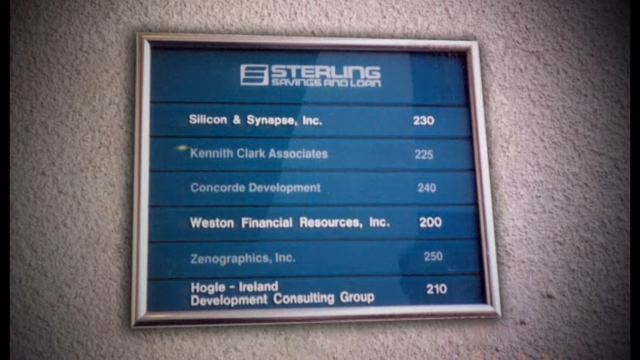 STERLING
SAVINGS AND LOAN
Silicon & Synapse, Inc. 230
Kennith Clark Associates 225
Concorde Development 240
Weston Financial Resources, Inc. 200
Zenographics, Inc. 250
Hogle - Ireland
Development Consulting Group 210